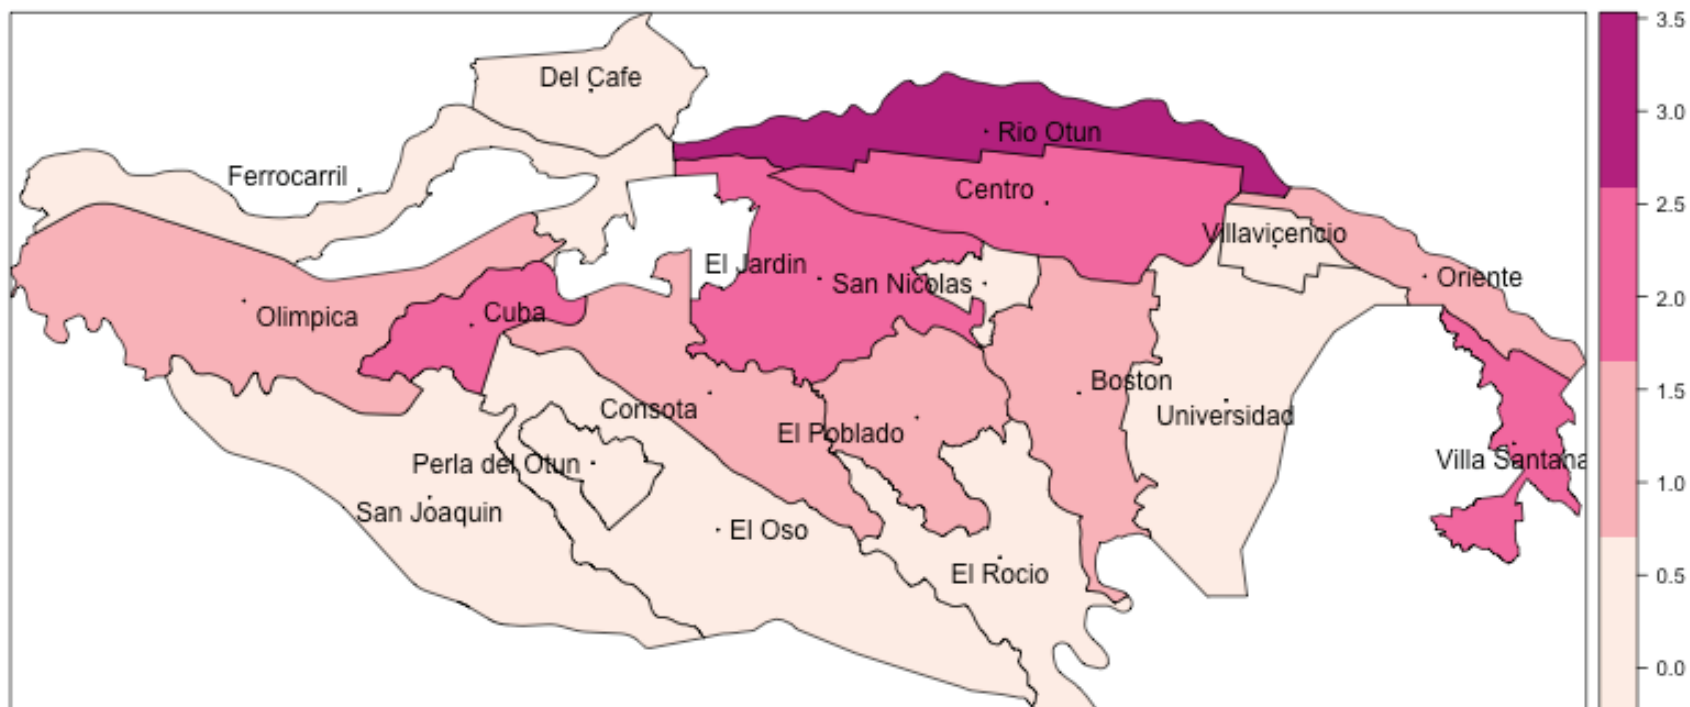 Del Cafe
Rio Otun
Ferrocarril
Centro
Villavicencio
El Jardin
San Nicolas
Oriente
Olimpica
Cuba
Boston
Consota
Universidad
El Poblado
Perla del Otun
Villa Santana
San Joaquin
El Oso
El Rocio
3.5
3.0
2.5
2.0
1.5
1.0
0.5
0.0